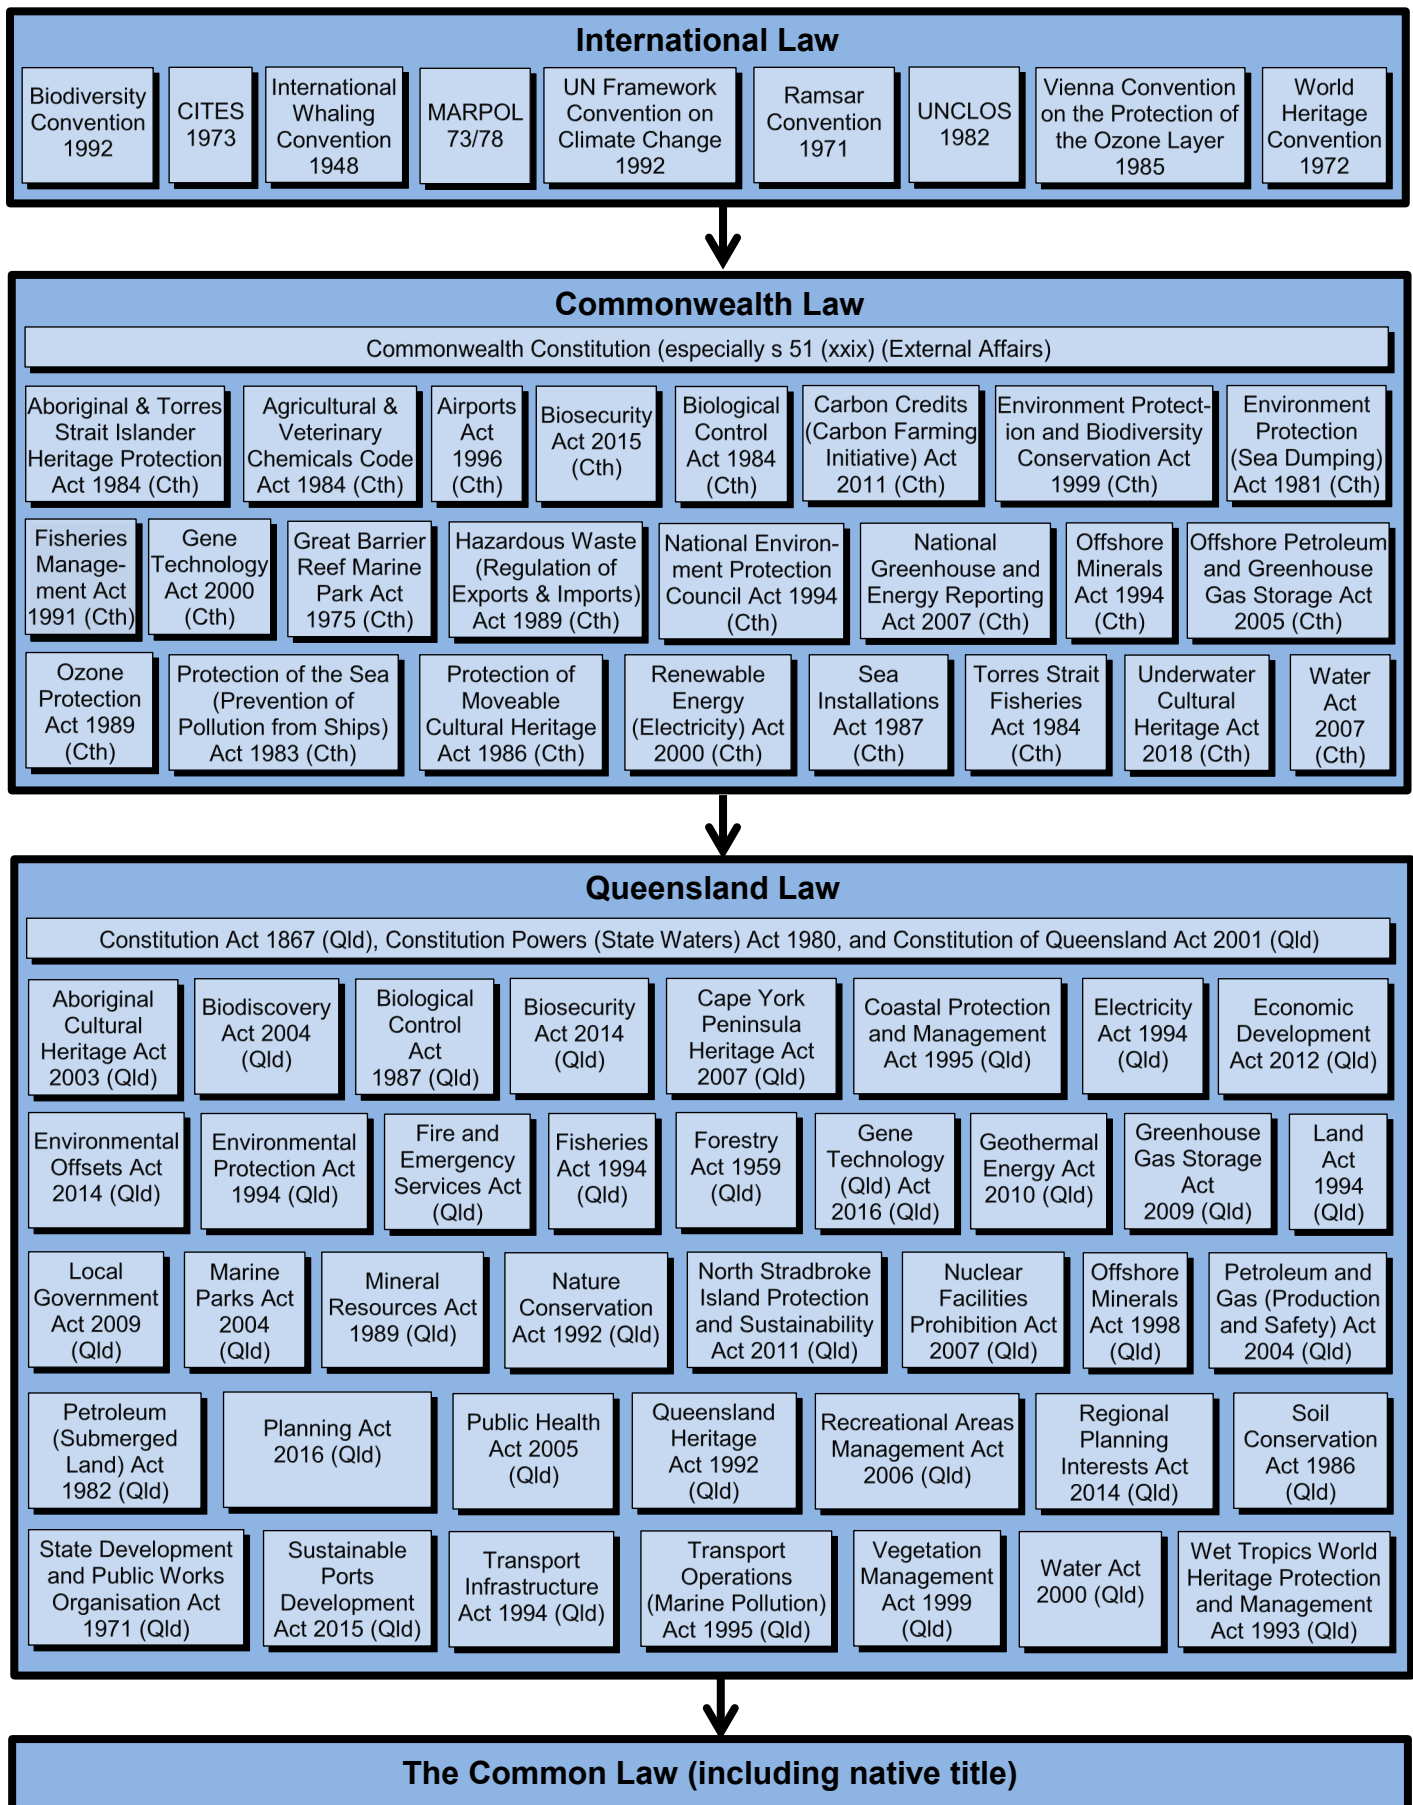 International Law
Biodiversity
Convention
1992
CITES
1973
International
Whaling
Convention
1948
MARPOL
73/78
UN Framework
Convention on
Climate Change
1992
Ramsar
Convention
1971
UNCLOS
1982
Vienna Convention
on the Protection of
the Ozone Layer
1985
World
Heritage
Convention
1972
Commonwealth Law
Commonwealth Constitution (especially s 51 (xxix) (External Affairs)
Aboriginal & Torres
Strait Islander
Heritage Protection
Act 1984 (Cth)
Agricultural &
Veterinary
Chemicals Code
Act 1984 (Cth)
Airports
Act
1996
(Cth)
Biosecurity
Act 2015
(Cth)
Biological
Control
Act 1984
(Cth)
Carbon Credits
(Carbon Farming
Initiative) Act
2011 (Cth)
Environment Protect-
ion and Biodiversity
Conservation Act
1999 (Cth)
Environment
Protection
(Sea Dumping)
Act 1981 (Cth)
Fisheries
Manage-
ment Act
1991 (Cth)
Gene
Technology
Act 2000
(Cth)
Great Barrier
Reef Marine
Park Act
1975 (Cth)
Hazardous Waste
(Regulation of
Exports & Imports)
Act 1989 (Cth)
National Environ-
ment Protection
Council Act 1994
(Cth)
National
Greenhouse and
Energy Reporting
Act 2007 (Cth)
Offshore
Minerals
Act 1994
(Cth)
Offshore Petroleum
and Greenhouse
Gas Storage Act
2005 (Cth)
Ozone
Protection
Act 1989
(Cth)
Protection of the Sea
(Prevention of
Pollution from Ships)
Act 1983 (Cth)
Protection of
Moveable
Cultural Heritage
Act 1986 (Cth)
Renewable
Energy
(Electricity) Act
2000 (Cth)
Sea
Installations
Act 1987
(Cth)
Torres Strait
Fisheries
Act 1984
(Cth)
Underwater
Cultural
Heritage Act
2018 (Cth)
Water
Act
2007
(Cth)
Queensland Law
Constitution Act 1867 (Qld), Constitution Powers (State Waters) Act 1980, and Constitution of Queensland Act 2001 (Qld)
Aboriginal
Cultural
Heritage Act
2003 (Qld)
Biodiscovery
Act 2004
(Qld)
Biological
Control
Act
1987 (Qld)
Biosecurity
Act 2014
(Qld)
Cape York
Peninsula
Heritage Act
2007 (Qld)
Coastal Protection
and Management
Act 1995 (Qld)
Electricity
Act 1994
(Qld)
Economic
Development
Act 2012 (Qld)
Environmental
Offsets Act
2014 (Qld)
Environmental
Protection Act
1994 (Qld)
Fire and
Emergency
Services Act
(Qld)
Fisheries
Act 1994
(Qld)
Forestry
Act 1959
(Qld)
Gene
Technology
(Qld) Act
2016 (Qld)
Geothermal
Energy Act
2010 (Qld)
Greenhouse
Gas Storage
Act
2009 (Qld)
Land
Act
1994
(Qld)
Local
Government
Act 2009
(Qld)
Marine
Parks Act
2004
(Qld)
Mineral
Resources Act
1989 (Qld)
Nature
Conservation
Act 1992 (Qld)
North Stradbroke
Island Protection
and Sustainability
Act 2011 (Qld)
Nuclear
Facilities
Prohibition Act
2007 (Qld)
Offshore
Minerals
Act 1998
(Qld)
Petroleum and
Gas (Production
and Safety) Act
2004 (Qld)
Petroleum
(Submerged
Land) Act
1982 (Qld)
Planning Act
2016 (Qld)
Public Health
Act 2005
(Qld)
Queensland
Heritage
Act 1992
(Qld)
Recreational Areas
Management Act
2006 (Qld)
Regional
Planning
Interests Act
2014 (Qld)
Soil
Conservation
Act 1986
(Qld)
State Development
and Public Works
Organisation Act
1971 (Qld)
Sustainable
Ports
Development
Act 2015 (Qld)
Transport
Infrastructure
Act 1994 (Qld)
Transport
Operations
(Marine Pollution)
Act 1995 (Qld)
Vegetation
Management
Act 1999
(Qld)
Water Act
2000 (Qld)
Wet Tropics World
Heritage Protection
and Management
Act 1993 (Qld)
The Common Law (including native title)